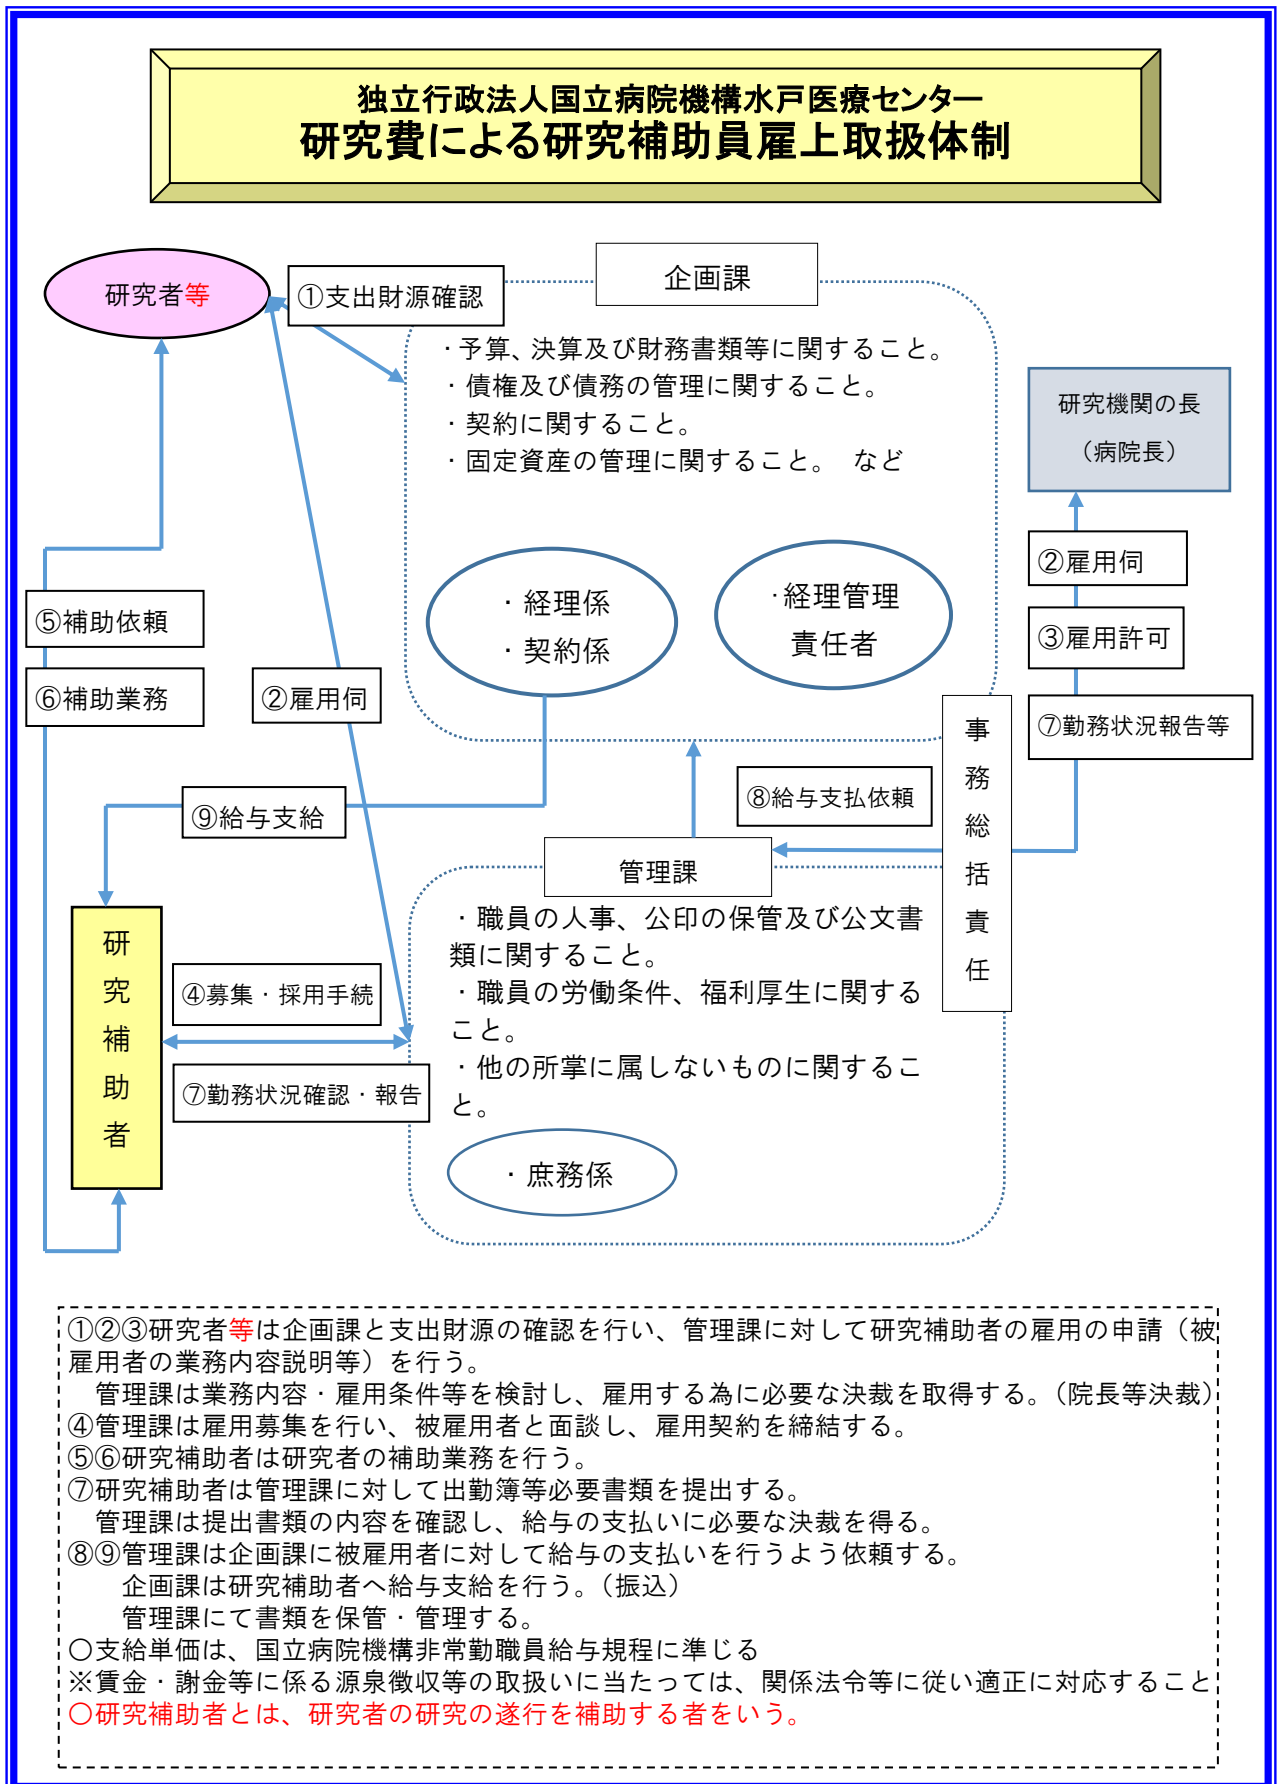 独立行政法人国立病院機構水戸医療センター
研究費による研究補助員雇上取扱体制
研究者等
①支出財源確認
企画課
・予算、決算及び財務書類等に関すること。
・債権及び債務の管理に関すること。
・契約に関すること。
・固定資産の管理に関すること。　など
研究機関の長
（病院長）
・経理係
・契約係
・経理管理
責任者
②雇用伺
③雇用許可
⑦勤務状況報告等
⑤補助依頼
⑥補助業務
②雇用伺
⑨給与支給
⑧給与支払依頼
事務総括責任
管理課
・職員の人事、公印の保管及び公文書
類に関すること。
・職員の労働条件、福利厚生に関する
こと。
・他の所掌に属しないものに関するこ
と。
・庶務係
研究補助者
④募集・採用手続
⑦勤務状況確認・報告
①②③研究者等は企画課と支出財源の確認を行い、管理課に対して研究補助者の雇用の申請（被
雇用者の業務内容説明等）を行う。
管理課は業務内容・雇用条件等を検討し、雇用する為に必要な決裁を取得する。（院長等決裁）
④管理課は雇用募集を行い、被雇用者と面談し、雇用契約を締結する。
⑤⑥研究補助者は研究者の補助業務を行う。
⑦研究補助者は管理課に対して出勤簿等必要書類を提出する。
管理課は提出書類の内容を確認し、給与の支払いに必要な決裁を得る。
⑧⑨管理課は企画課に被雇用者に対して給与の支払いを行うよう依頼する。
企画課は研究補助者へ給与支給を行う。（振込）
管理課にて書類を保管・管理する。
〇支給単価は、国立病院機構非常勤職員給与規程に準じる
※賃金・謝金等に係る源泉徴収等の取扱いに当たっては、関係法令等に従い適正に対応すること
〇研究補助者とは、研究者の研究の遂行を補助する者をいう。